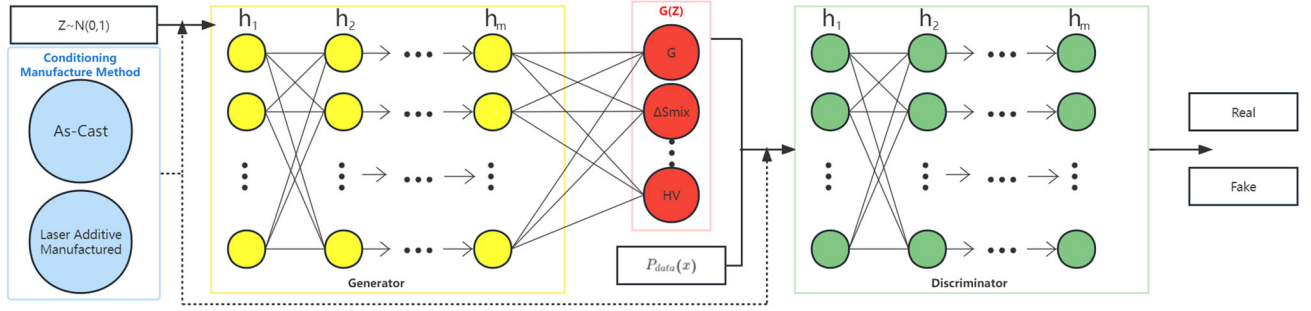 Z~N(0,1)
Conditioning
Manufacture Method
As-Cast
Laser Additive
Manufactured
h1 h2 hm
Generator
G(Z)
G
ΔSmix
HV
Pdata(x)
h1 h2 hm
Discriminator
Real
Fake